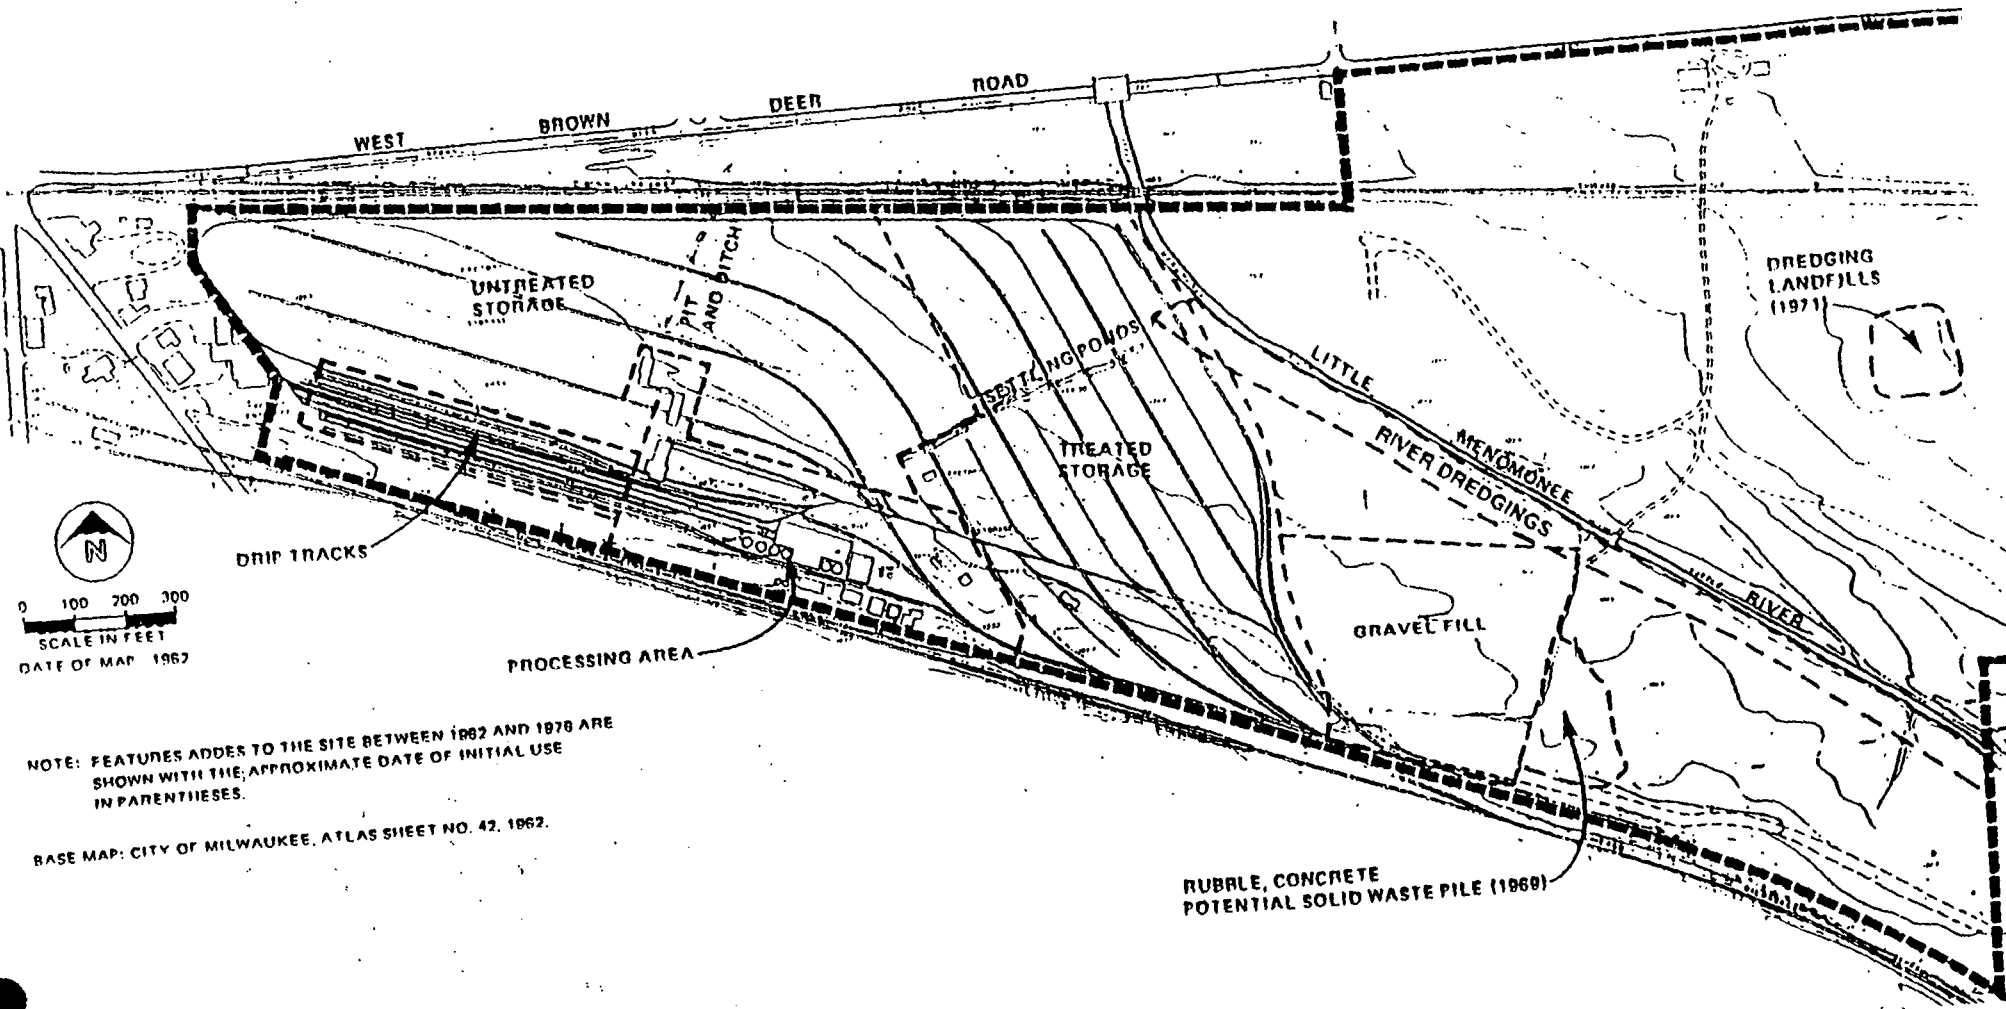 WEST BROWN DEER ROAD
UNTREATED
STORAGE
PIT
AND DITCH
SETTLING PONDS
TREATED
STORAGE
LITTLE MENOMONEE RIVER
RIVER DREDGINGS
DREDGING
LANDFILLS
(1971)
DRIP TRACKS
PROCESSING AREA
GRAVEL FILL
RUBBLE, CONCRETE
POTENTIAL SOLID WASTE PILE (1969)
N
0 100 200 300
SCALE IN FEET
DATE OF MAP 1962
NOTE: FEATURES ADDES TO THE SITE BETWEEN 1962 AND 1976 ARE
SHOWN WITH THE APPROXIMATE DATE OF INITIAL USE
IN PARENTHESES.
BASE MAP: CITY OF MILWAUKEE, ATLAS SHEET NO. 42, 1962.